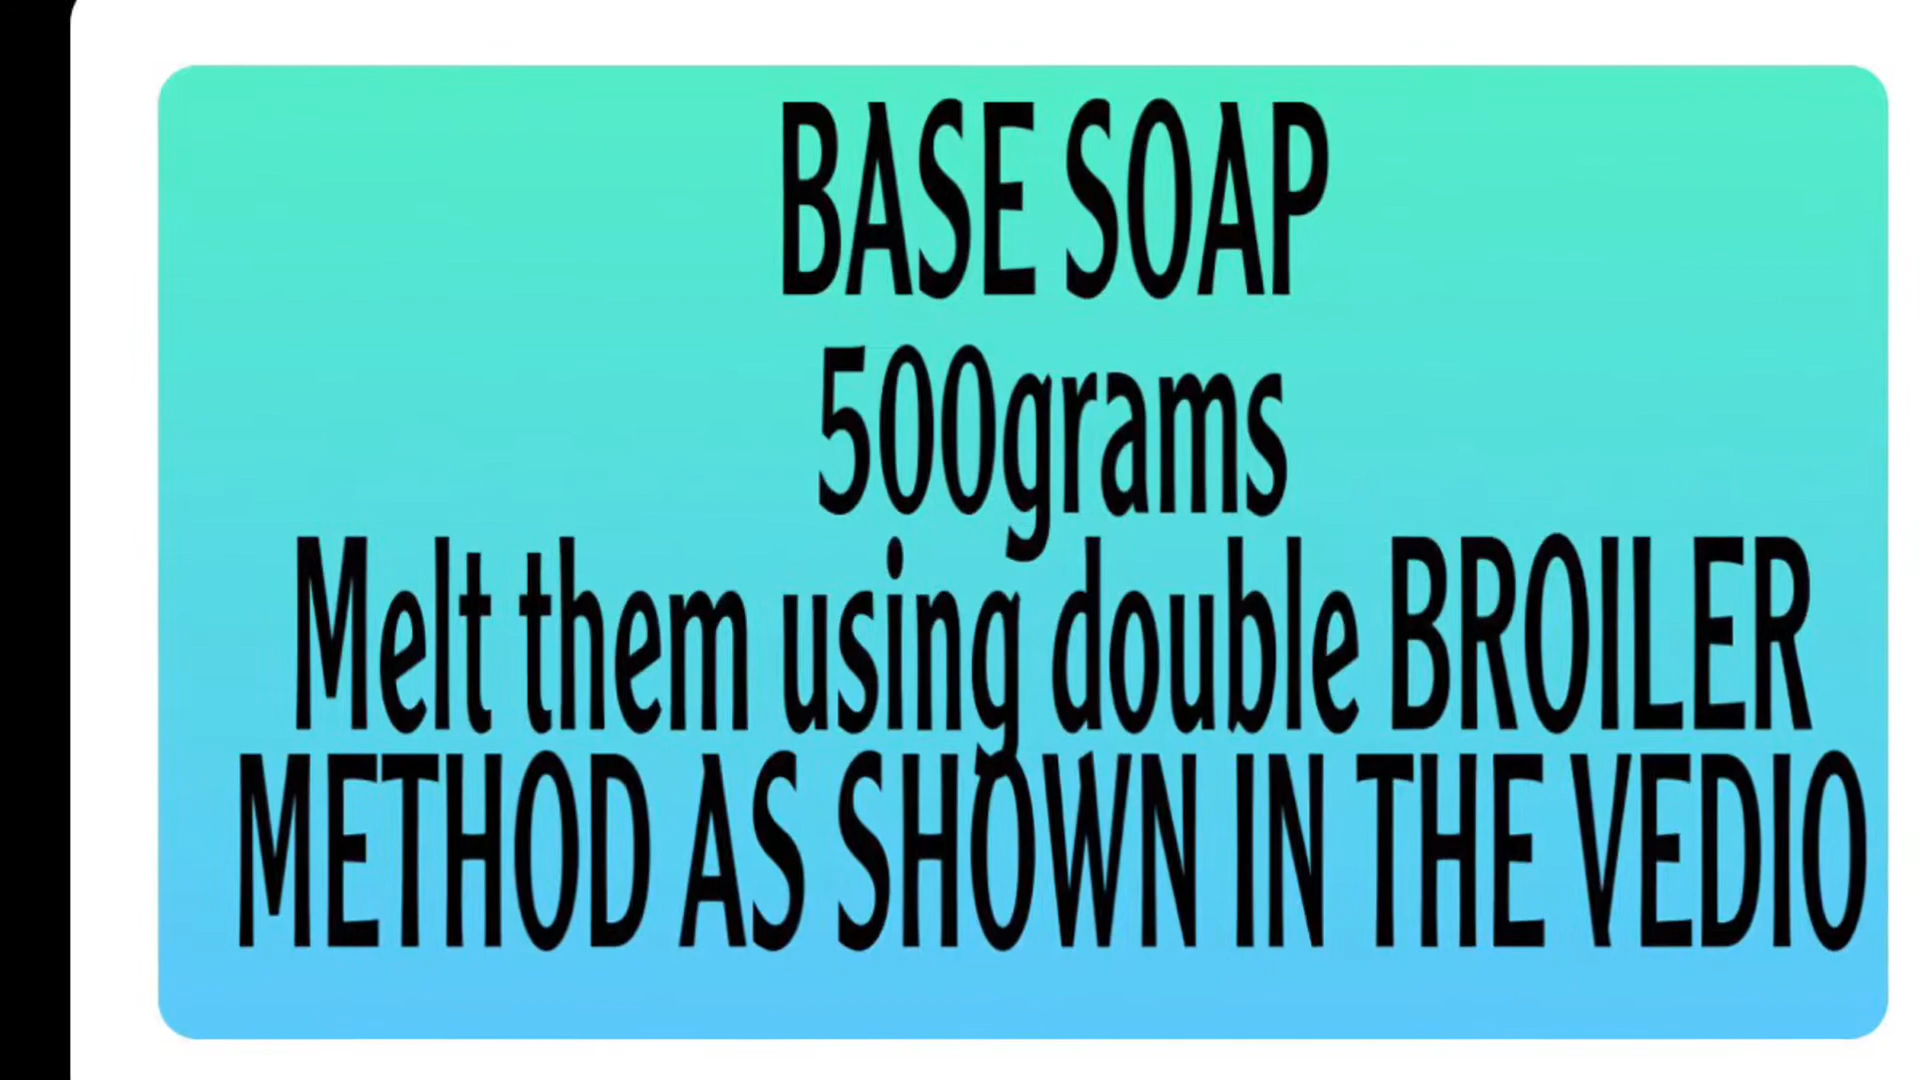 BASE SOAP
500grams
Melt them using double BROILER
METHOD AS SHOWN IN THE VEDIO